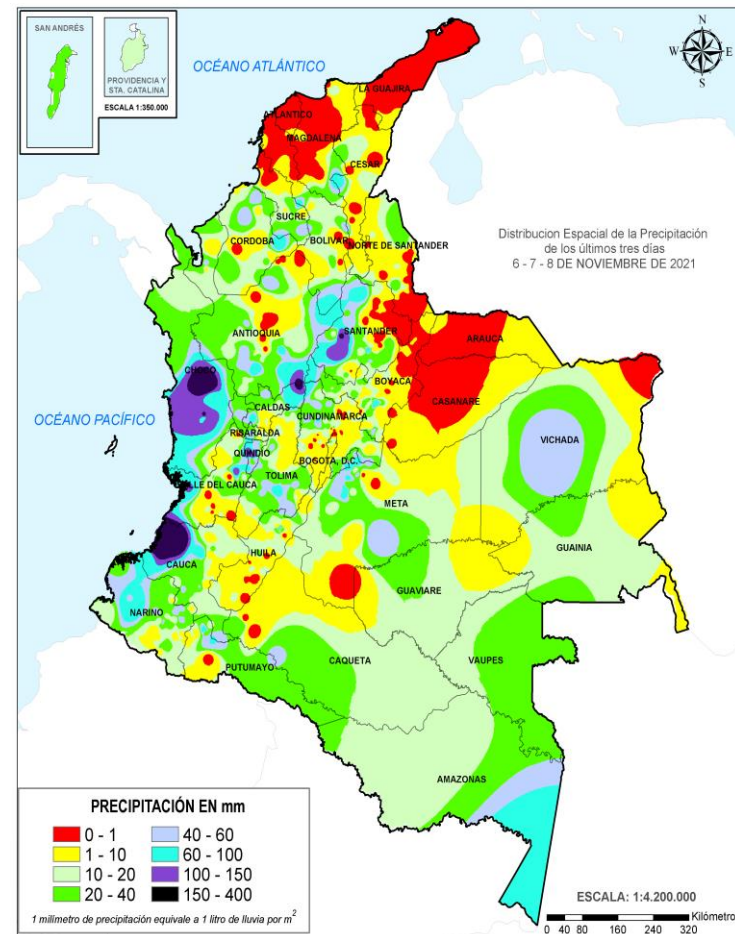 SAN ANDRÉS
PROVIDENCIA Y
STA. CATALINA
ESCALA 1:350.000
OCÉANO ATLÁNTICO
N
W
E
S
LA GUAJIRA
ATLANTICO
MAGDALENA
CESAR
SUCRE
CORDOBA
BOLIVAR
NORTE DE SANTANDER
Distribucion Espacial de la Precipitación
de los últimos tres días
6 - 7 - 8 DE NOVIEMBRE DE 2021
ANTIOQUIA
SANTANDER
ARAUCA
CHOCO
BOYACA
CASANARE
OCÉANO PACÍFICO
CALDAS
CUNDINAMARCA
RISARALDA
VICHADA
QUINDIO
BOGOTA, D.C.
TOLIMA
VALLE DEL CAUCA
META
GUAINIA
HUILA
CAUCA
GUAVIARE
NARINO
PUTUMAYO
CAQUETA
VAUPES
AMAZONAS
PRECIPITACIÓN EN mm
0 - 1
40 - 60
1 - 10
60 - 100
10 - 20
100 - 150
20 - 40
150 - 400
1 milímetro de precipitación equivale a 1 litro de lluvia por m²
ESCALA: 1:4.200.000
Kilómetro
0 40 80 160 240 320